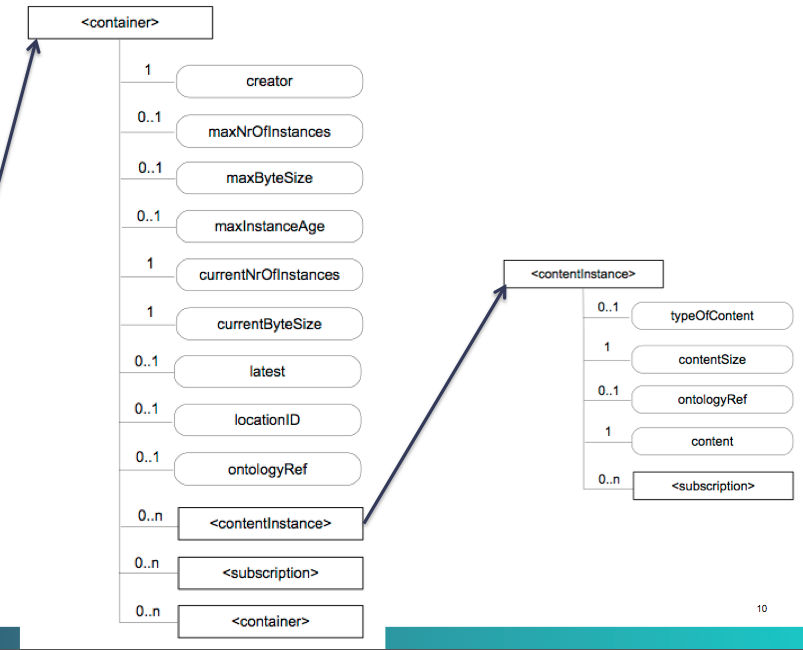 <container>
1
creator
0..1
maxNrOfInstances
0..1
maxByteSize
0..1
maxInstanceAge
1
currentNrOfInstances
1
currentByteSize
0..1
latest
0..1
locationID
0..1
ontologyRef
0..n
<contentInstance>
0..n
<subscription>
0..n
<container>
<contentInstance>
0..1
typeOfContent
1
contentSize
0..1
ontologyRef
1
content
0..n
<subscription>
10